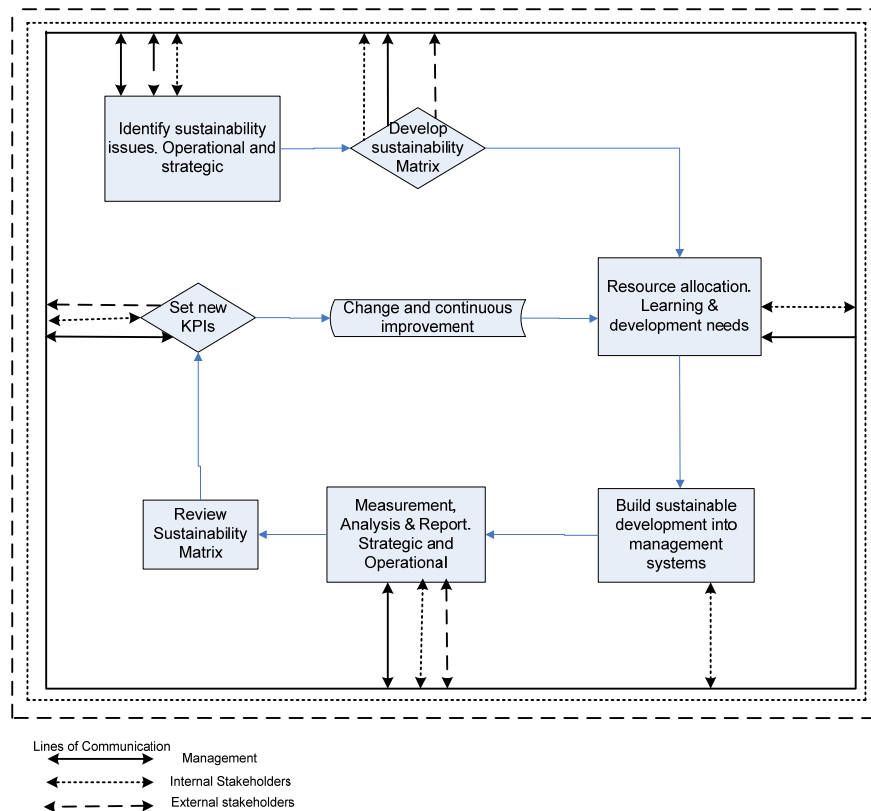 Identify sustainability
issues. Operational and
strategic
Develop
sustainability
Matrix
Set new
KPIs
Change and continuous
improvement
Resource allocation.
Learning &
development needs
Review
Sustainability
Matrix
Measurement,
Analysis & Report.
Strategic and
Operational
Build sustainable
development into
management
systems
Lines of Communication
Management
Internal Stakeholders
External stakeholders